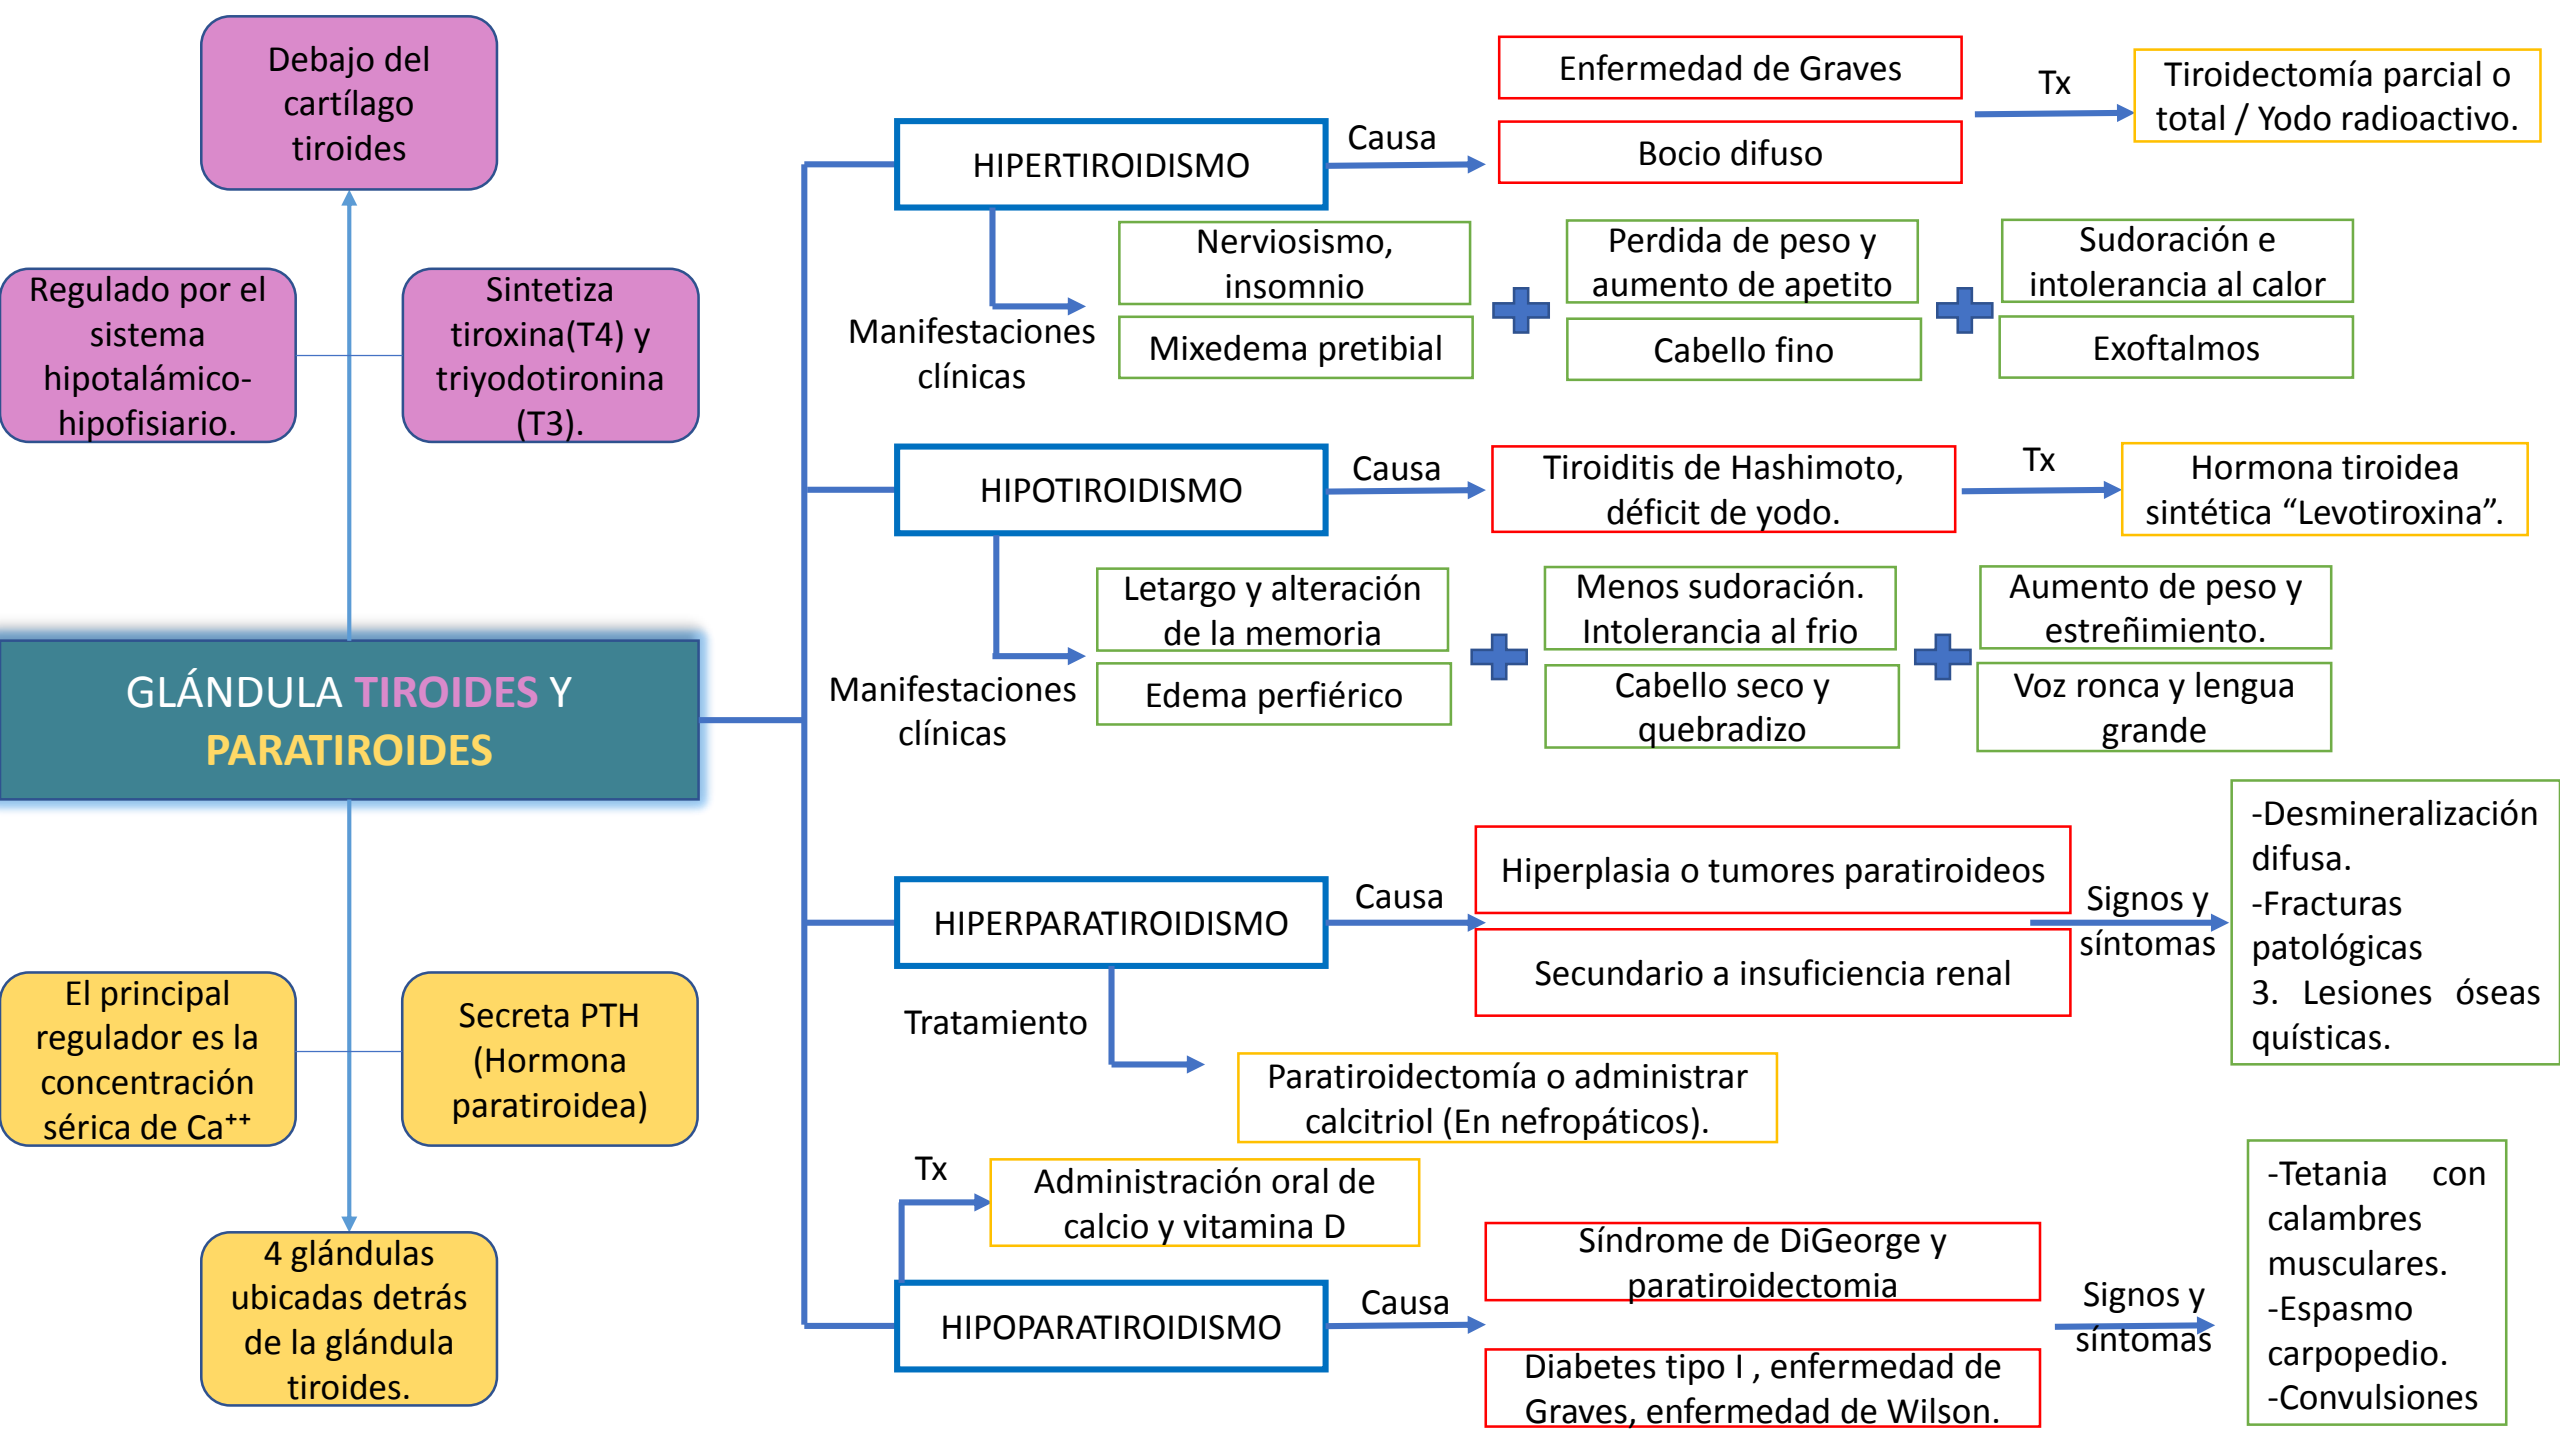 Debajo del
cartílago
tiroides
Regulado por el
sistema
hipotalámico-
hipofisiario.
Sintetiza
tiroxina(T4) y
triyodotironina
(T3).
GLÁNDULA TIROIDES Y
PARATIROIDES
El principal
regulador es la
concentración
sérica de Ca⁺⁺
Secreta PTH
(Hormona
paratiroidea)
4 glándulas
ubicadas detrás
de la glándula
tiroides.
HIPERTIROIDISMO
Causa
Enfermedad de Graves
Bocio difuso
Tx
Tiroidectomía parcial o
total / Yodo radioactivo.
Manifestaciones
clínicas
Nerviosismo,
insomnio
Mixedema pretibial
Perdida de peso y
aumento de apetito
Cabello fino
Sudoración e
intolerancia al calor
Exoftalmos
HIPOTIROIDISMO
Causa
Tiroiditis de Hashimoto,
déficit de yodo.
Tx
Hormona tiroidea
sintética “Levotiroxina”.
Manifestaciones
clínicas
Letargo y alteración
de la memoria
Edema perfiérico
Menos sudoración.
Intolerancia al frio
Cabello seco y
quebradizo
Aumento de peso y
estreñimiento.
Voz ronca y lengua
grande
HIPERPARATIROIDISMO
Causa
Hiperplasia o tumores paratiroideos
Secundario a insuficiencia renal
Signos y
síntomas
-Desmineralización
difusa.
-Fracturas
patológicas
3. Lesiones óseas
quísticas.
Tratamiento
Paratiroidectomía o administrar
calcitriol (En nefropáticos).
Tx
Administración oral de
calcio y vitamina D
HIPOPARATIROIDISMO
Causa
Síndrome de DiGeorge y
paratiroidectomia
Diabetes tipo I , enfermedad de
Graves, enfermedad de Wilson.
Signos y
síntomas
-Tetania con
calambres
musculares.
-Espasmo
carpopedio.
-Convulsiones